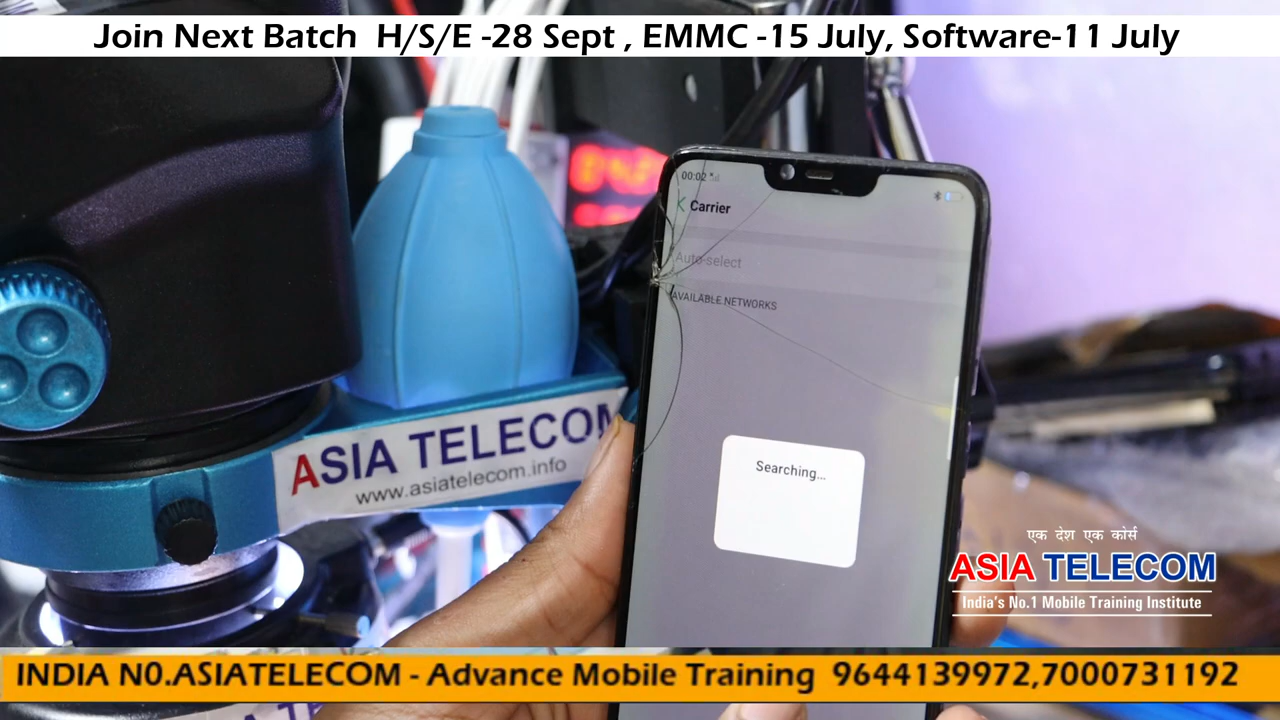 Join Next Batch H/S/E -28 Sept , EMMC -15 July, Software-11 July
00:02
Carrier
Auto-select
AVAILABLE NETWORKS
Searching...
ASIA TELECOM
www.asiatelecom.info
एक देश एक कोर्स
ASIA TELECOM
India's No.1 Mobile Training Institute
INDIA N0.ASIATELECOM - Advance Mobile Training 9644139972,7000731192